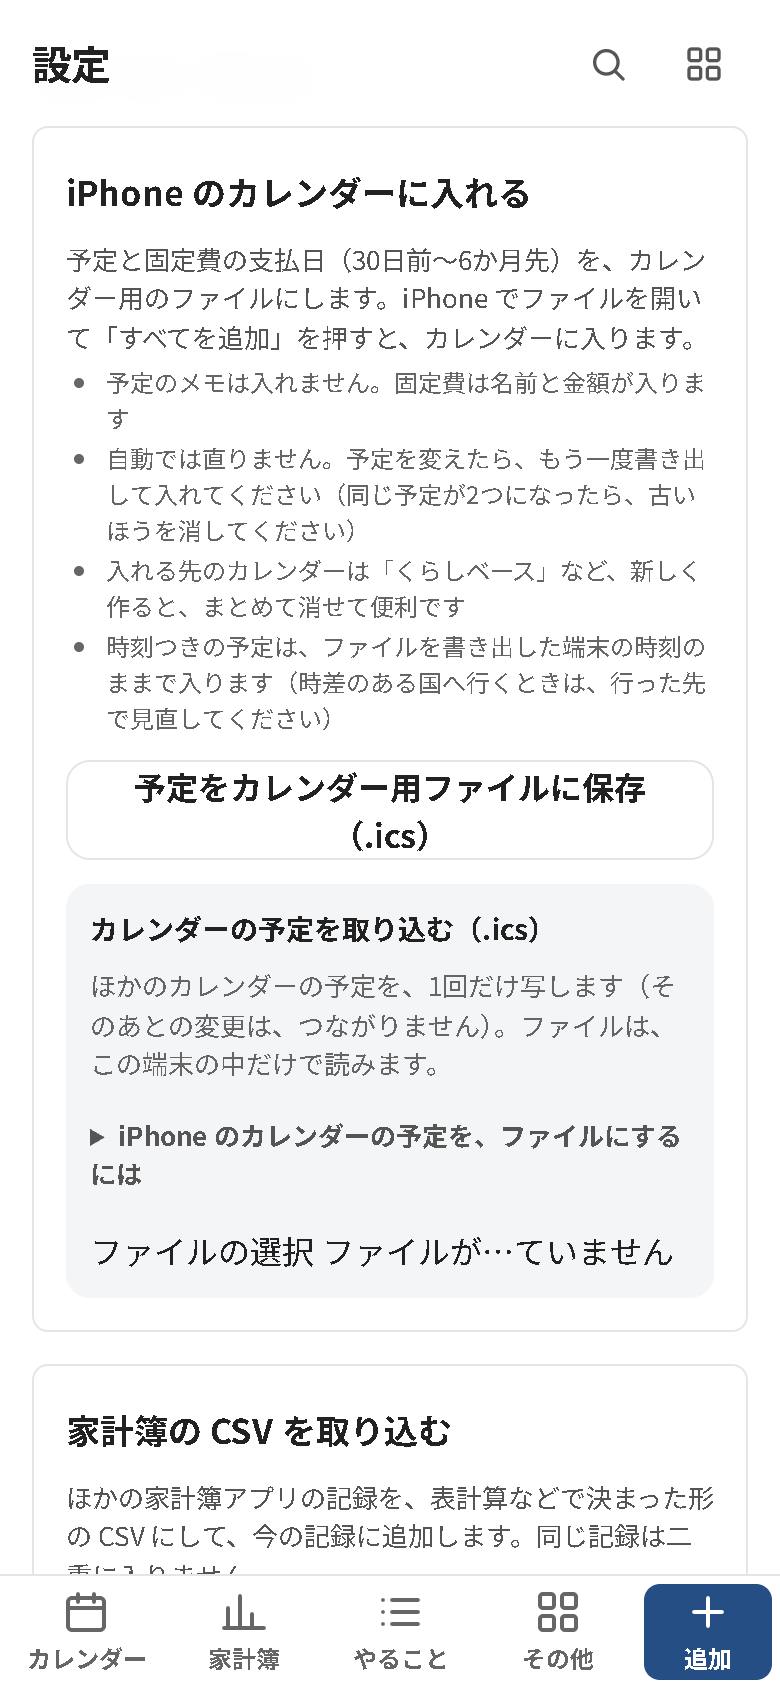 設定
iPhone のカレンダーに入れる
予定と固定費の支払日（30日前〜6か月先）を、カレン
ダー用のファイルにします。iPhone でファイルを開い
て「すべてを追加」を押すと、カレンダーに入ります。
• 予定のメモは入れません。固定費は名前と金額が入りま
す
• 自動では直りません。予定を変えたら、もう一度書き出
して入れてください（同じ予定が2つになったら、古い
ほうを消してください）
• 入れる先のカレンダーは「くらしベース」など、新しく
作ると、まとめて消せて便利です
• 時刻つきの予定は、ファイルを書き出した端末の時刻の
ままで入ります（時差のある国へ行くときは、行った先
で見直してください）
予定をカレンダー用ファイルに保存
（.ics）
カレンダーの予定を取り込む（.ics）
ほかのカレンダーの予定を、1回だけ写します（そ
のあとの変更は、つながりません）。ファイルは、
この端末の中だけで読みます。
▶ iPhone のカレンダーの予定を、ファイルにする
には
ファイルの選択 ファイルが…ていません
家計簿の CSV を取り込む
ほかの家計簿アプリの記録を、表計算などで決まった形
の CSV にして、今の記録に追加します。同じ記録は二
重に入りません
カレンダー
家計簿
やること
その他
追加